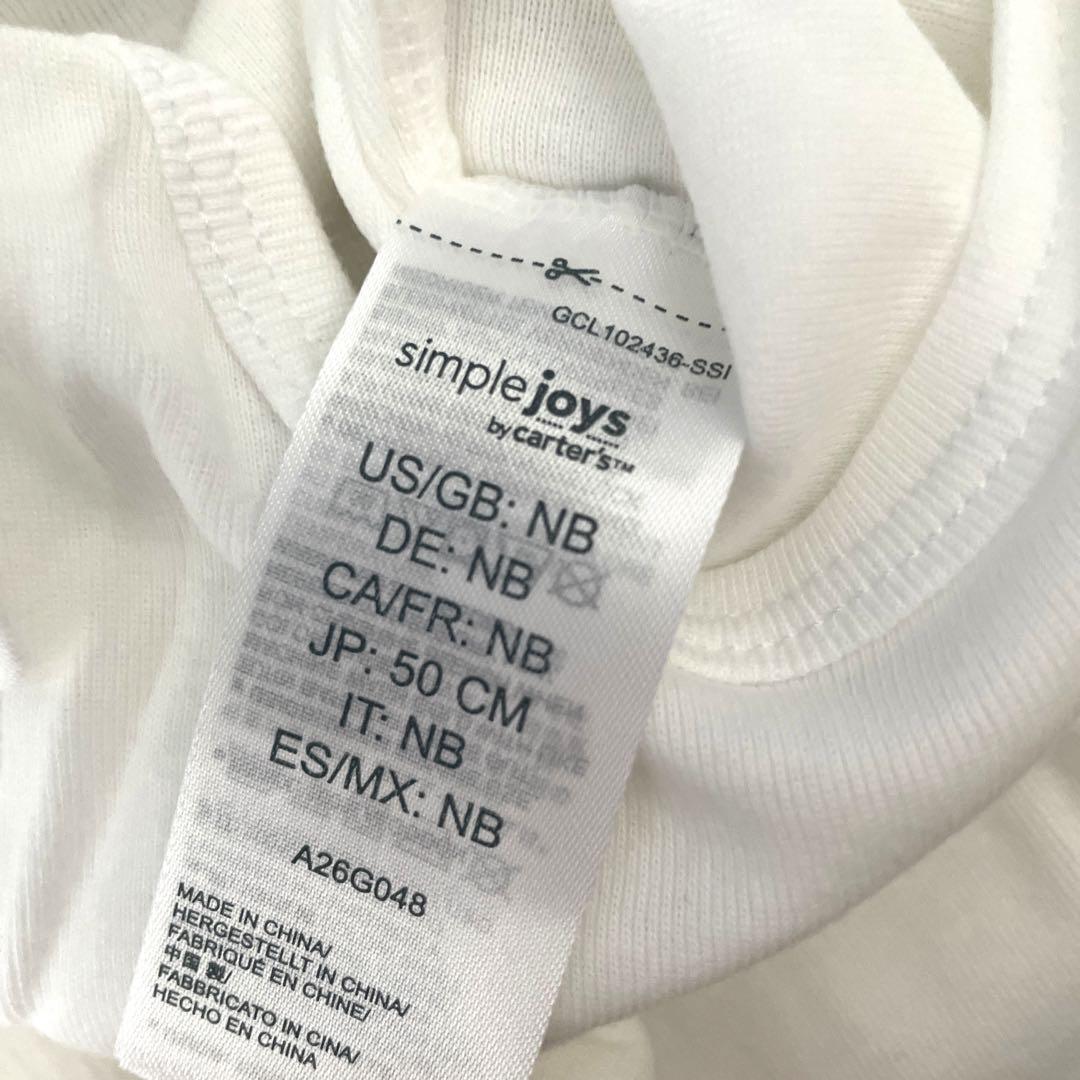 GCL102436-SSI
simple joys
by carter's™
US/GB: NB
DE: NB
CA/FR: NB
JP: 50 CM
IT: NB
ES/MX: NB
A26G048
MADE IN CHINA/
HERGESTELLT IN CHINA/
FABRIQUÉ EN CHINE/
中国 製/
FABBRICATO IN CINA/
HECHO EN CHINA